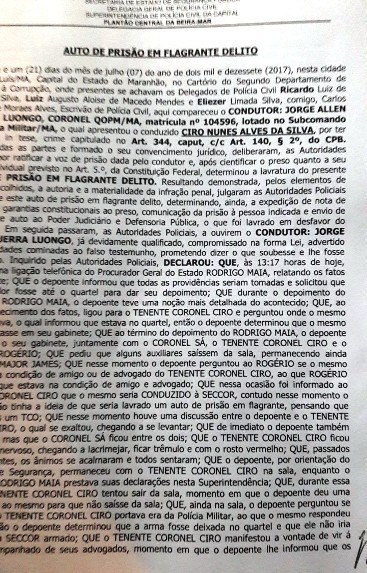 SECRETARIA DE ESTADO DE SEGURANÇA
DELEGACIA GERAL DE POLÍCIA CIVIL
SUPERINTENDÊNCIA DE POLÍCIA CIVIL DA CAPITAL
PLANTÃO CENTRAL DA BEIRA-MAR
AUTO DE PRISÃO EM FLAGRANTE DELITO
e um (21) dias do mês de julho (07) do ano de dois mil e dezessete (2017), nesta cidade
Luís/MA, Capital do Estado do Maranhão, no Cartório do Segundo Departamento de
à Corrupção, onde presentes se achavam os Delegados de Polícia Civil Ricardo Luiz de
Silva, Luiz Augusto Aloise de Macedo Mendes e Eliezer Limada Silva, comigo, Carlos
Moraes Alves, Escrivão de Polícia Civil, aqui compareceu o CONDUTOR: JORGE ALLEN
LUONGO, CORONEL QOPM/MA, matrícula nº 104596, lotado no Subcomando
Militar/MA, o qual apresentou o conduzido CIRO NUNES ALVES DA SILVA, por ter
in tese, crime capitulado no Art. 344, caput, c/c Art. 140, § 2º, do CPB.
das as partes e formado o seu convencimento jurídico, deliberaram, as Autoridades
por ratificar a voz de prisão dada pelo condutor e, após cientificar o preso quanto a seu
vidual previsto no Art. 5.º, da Constituição Federal, determinou a lavratura do presente
E PRISÃO EM FLAGRANTE DELITO. Resultando demonstrada, pelos elementos de
colhidos, a autoria e a materialidade da infração penal, julgaram as Autoridades Policiais
e este auto de prisão em flagrante delito, determinando, ainda, a expedição de nota de
garantias constitucionais ao preso, comunicação da prisão à pessoa indicada e envio de
auto ao Poder Judiciário e Defensoria Pública, o que foi lavrado em desfavor do
Em seguida passaram, as Autoridades Policiais, a ouvirem o CONDUTOR: JORGE
UERRA LUONGO, já devidamente qualificado, compromissado na forma Lei, advertido
dades cominadas ao falso testemunho, prometendo dizer o que soubesse e lhe fosse
. Inquirido pelas Autoridades Policiais, DECLAROU: QUE, às 13:17 horas de hoje,
na ligação telefônica do Procurador Geral do Estado RODRIGO MAIA, relatando os fatos
te: QUE o depoente informou que todas as providências seriam tomadas e solicitou que
dor fosse até o quartel para dar seu depoimento; QUE durante o depoimento do
RODRIGO MAIA, o depoente teve uma noção mais detalhada do acontecido; QUE, ao
ecimento dos fatos, ligou para o TENENTE CORONEL CIRO e perguntou onde o mesmo
va, o qual informou que estava no quartel, então o depoente determinou que o mesmo
asse em seu gabinete; QUE ao término do depoimento do RODRIGO MAIA, o depoente
o seu gabinete, juntamente com o CORONEL SÁ, o TENENTE CORONEL CIRO e o
ROGÉRIO; QUE pediu que alguns auxiliares saíssem da sala, permanecendo ainda
MAJOR JAMES; QUE nesse momento o depoente perguntou ao ROGÉRIO se o mesmo
a condição de amigo ou de advogado do TENENTE CORONEL CIRO, ao que ROGÉRIO
que estava na condição de amigo e advogado; QUE nessa ocasião foi informado ao
ORONEL CIRO que o mesmo seria CONDUZIDO À SECCOR, contudo nesse momento o
ão tinha a ideia de que seria lavrado um auto de prisão em flagrante, pensando que
s um TCO; QUE nesse momento houve uma discussão entre o depoente e o TENENTE
IRO, o qual se exaltou, chegando a se levantar; QUE de imediato o depoente também
mas que o CORONEL SÁ ficou entre os dois; QUE o TENENTE CORONEL CIRO ficou
nervoso, chegando a lacrimejar, ficar trêmulo e com o rosto vermelho; QUE, passados
ntes, os ânimos se acalmaram e todos sentaram; QUE o depoente, por orientação do
e Segurança, permaneceu com o TENENTE CORONEL CIRO na sala, enquanto o
RODRIGO MAIA prestava suas declarações nesta Superintendência; QUE, durante essa
NENTE CORONEL CIRO tentou sair da sala, momento em que o depoente deu uma
ao mesmo para que não saísse da sala; QUE, ainda na sala, o depoente perguntou se
TENENTE CORONEL CIRO portava era da Polícia Militar, ao que o mesmo respondeu
ão o depoente determinou que a arma fosse deixada no quartel e que ele não iria
SECCOR armado; QUE o TENENTE CORONEL CIRO manifestou a vontade de vir à
mpanhado de seus advogados, momento em que o depoente lhe informou que os